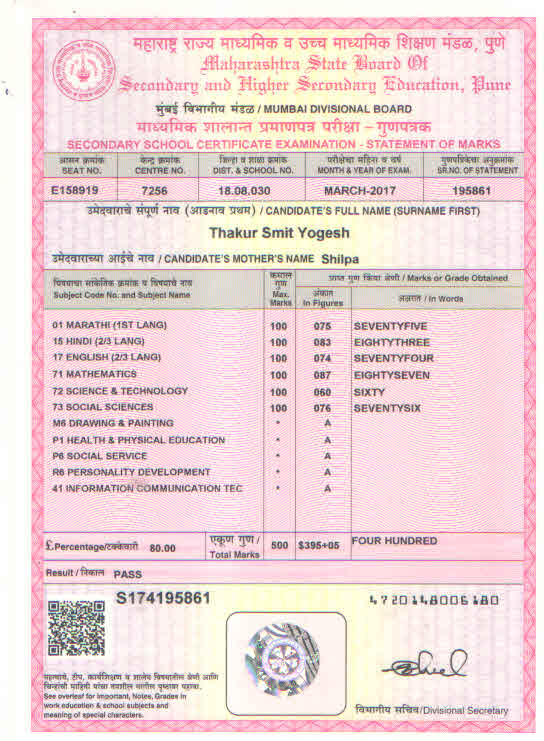 महाराष्ट्र राज्य माध्यमिक व उच्च माध्यमिक शिक्षण मंडळ, पुणे
Maharashtra State Board Of
Secondary and Higher Secondary Education, Pune
मुंबई विभागीय मंडळ / MUMBAI DIVISIONAL BOARD
माध्यमिक शालान्त प्रमाणपत्र परीक्षा – गुणपत्रक
SECONDARY SCHOOL CERTIFICATE EXAMINATION - STATEMENT OF MARKS
आसन क्रमांक केन्द्र क्रमांक जिल्हा व शाळा क्रमांक परीक्षेचा महिना व वर्ष गुणपत्रिकेचा अनुक्रमांक
SEAT NO. CENTRE NO. DIST. & SCHOOL NO. MONTH & YEAR OF EXAM. SR.NO. OF STATEMENT
E158919 7256 18.08.030 MARCH-2017 195861
उमेदवाराचे संपूर्ण नाव (आडनाव प्रथम) / CANDIDATE'S FULL NAME (SURNAME FIRST)
Thakur Smit Yogesh
उमेदवाराच्या आईचे नाव / CANDIDATE'S MOTHER'S NAME Shilpa
विषयाचा सांकेतिक क्रमांक व विषयाचे नाव
Subject Code No. and Subject Name
कमाल
गुण
Max.
Marks
प्राप्त गुण किंवा श्रेणी / Marks or Grade Obtained
अंकात
In Figures
अक्षरात / In Words
01 MARATHI (1ST LANG) 100 075 SEVENTYFIVE
15 HINDI (2/3 LANG) 100 083 EIGHTYTHREE
17 ENGLISH (2/3 LANG) 100 074 SEVENTYFOUR
71 MATHEMATICS 100 087 EIGHTYSEVEN
72 SCIENCE & TECHNOLOGY 100 060 SIXTY
73 SOCIAL SCIENCES 100 076 SEVENTYSIX
M6 DRAWING & PAINTING * A
P1 HEALTH & PHYSICAL EDUCATION * A
P6 SOCIAL SERVICE * A
R6 PERSONALITY DEVELOPMENT * A
41 INFORMATION COMMUNICATION TEC * A
£.Percentage/टक्केवारी 80.00
एकूण गुण /
Total Marks
500 $395+05 FOUR HUNDRED
Result / निकाल PASS
S174195861
4720148006180
महत्वाचे, टीप, कार्यशिक्षण व शालेय विषयातील श्रेणी आणि
चिन्हांची माहिती यांचा तपशील मागील पृष्ठावर पहावा.
See overleaf for Important, Notes, Grades in
work education & school subjects and
meaning of special characters.
विभागीय सचिव/Divisional Secretary